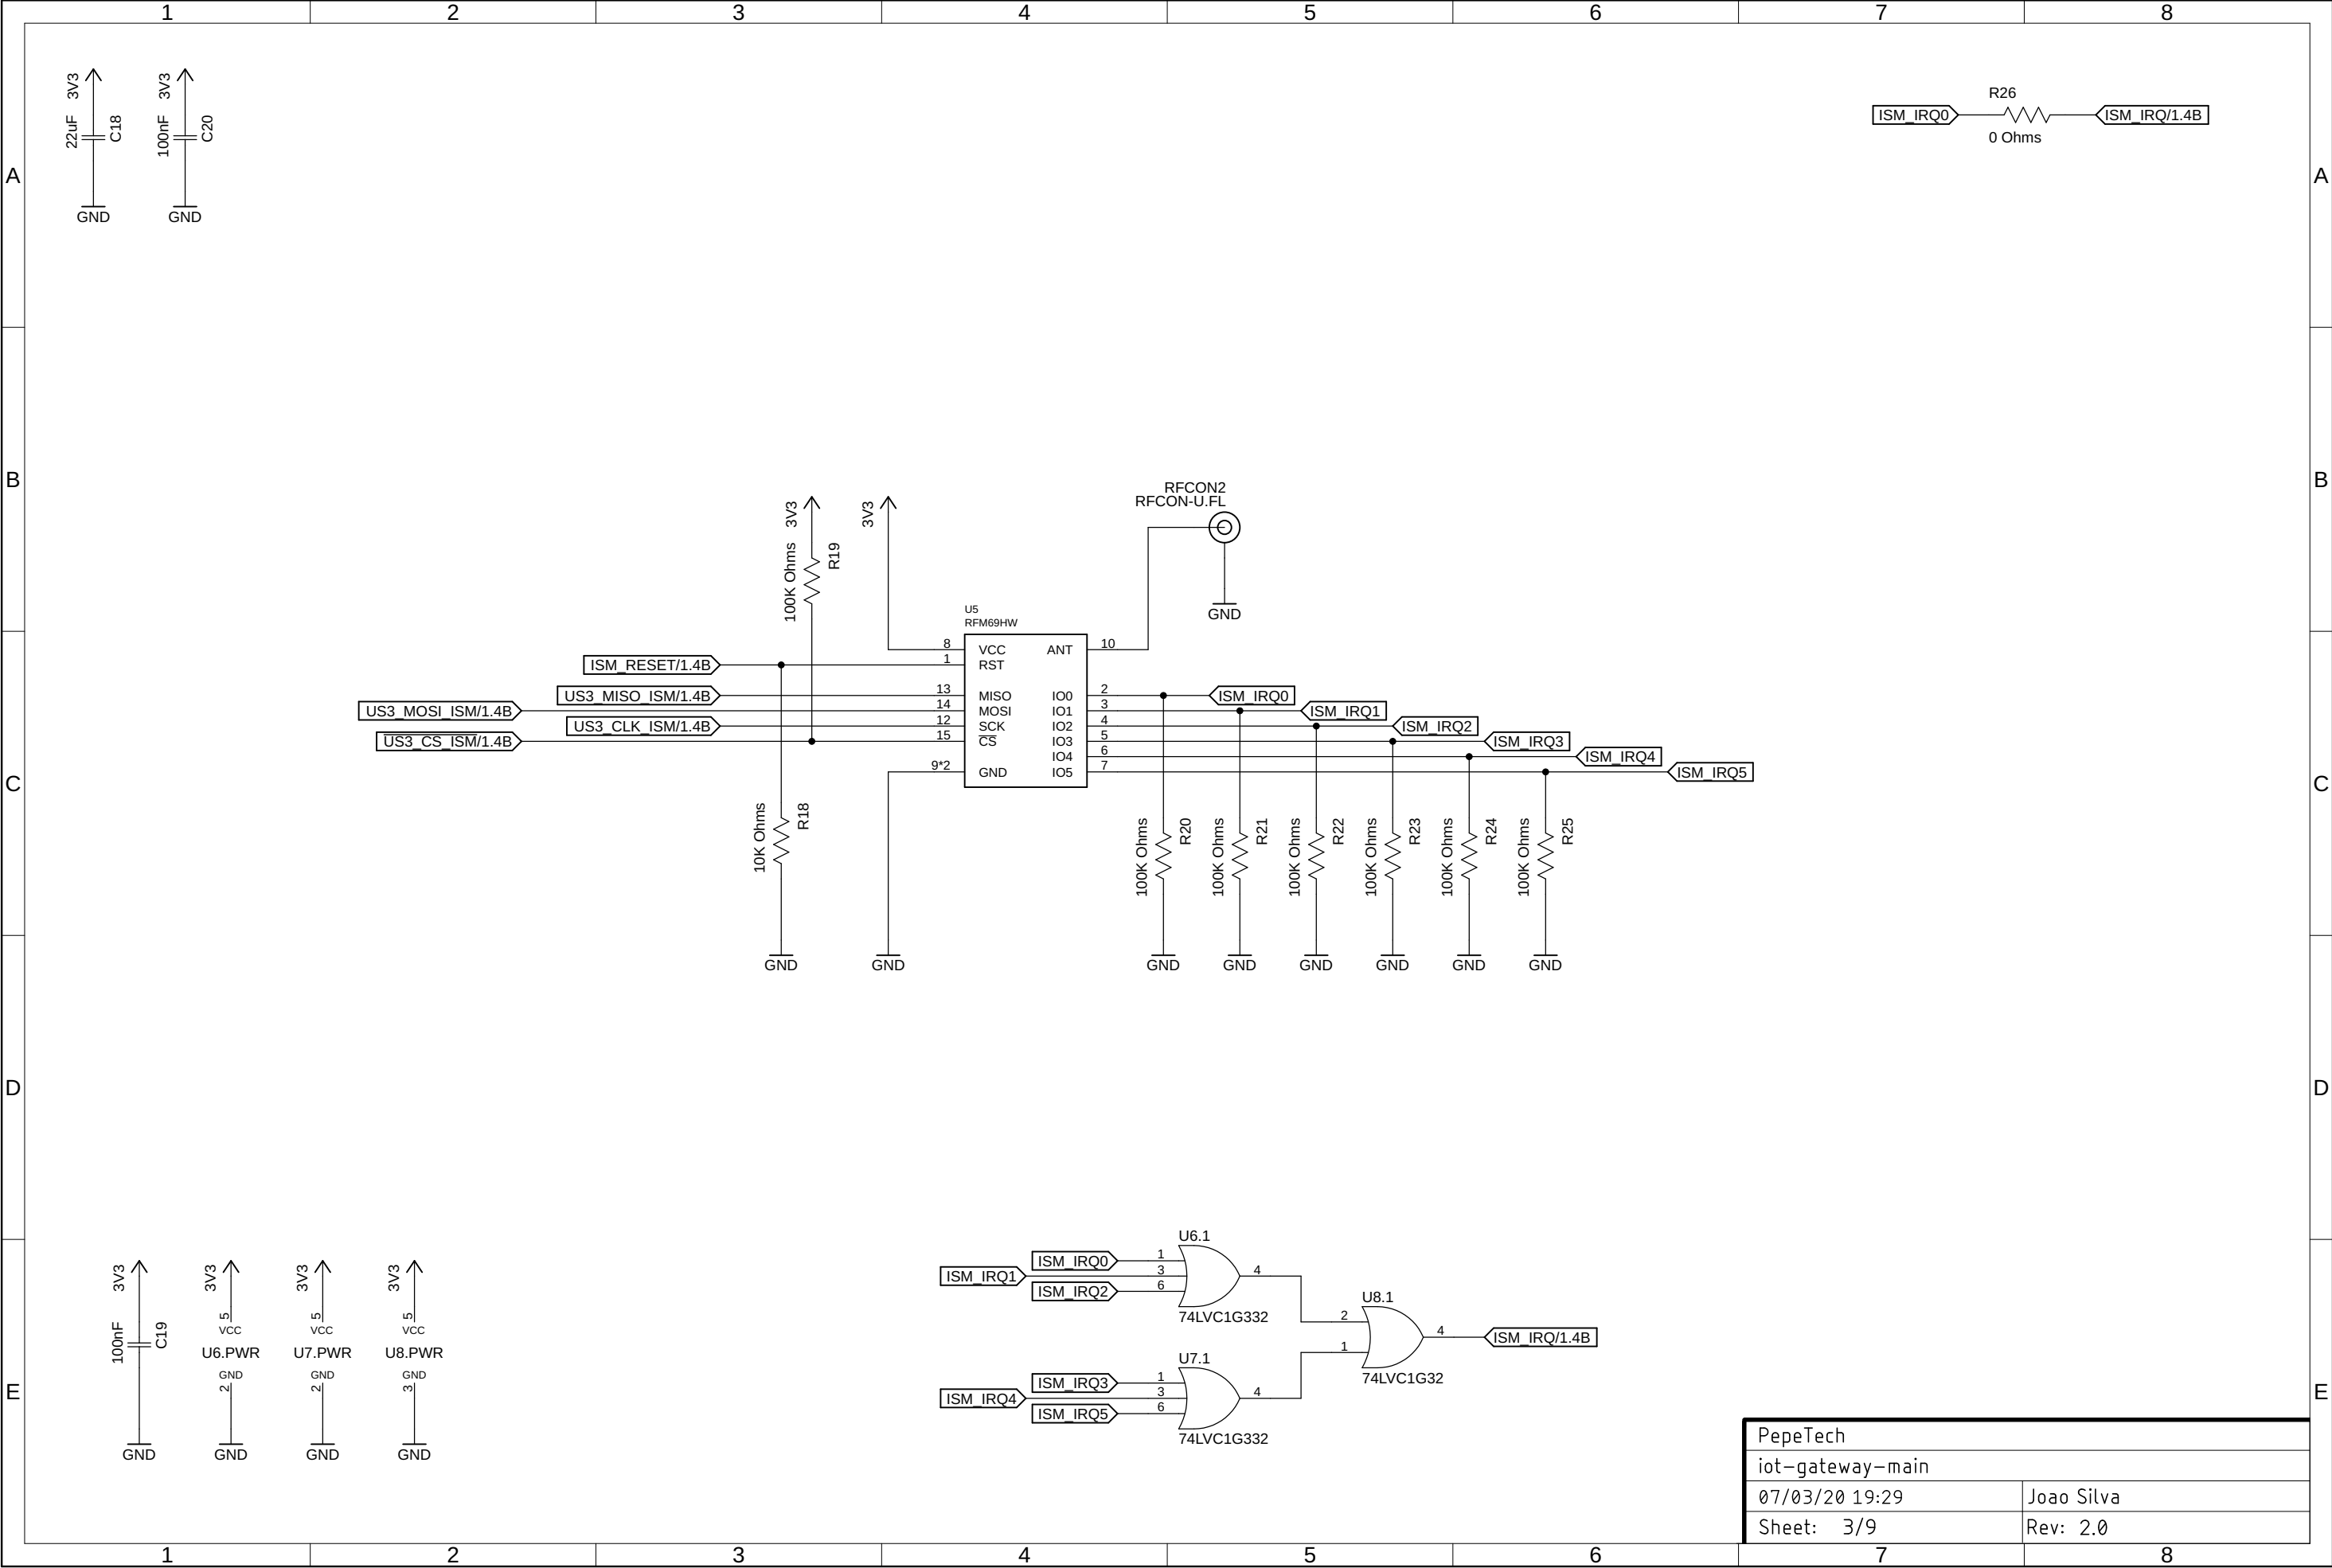 1 2 3 4 5 6 7 8
A A
3V3
22uF
C18
GND
3V3
100nF
C20
GND
R26
ISM_IRQ0
ISM_IRQ/1.4B
0 Ohms
B B
RFCON2
RFCON-U.FL
GND
3V3
100K Ohms
R19
3V3
U5
RFM69HW
8 VCC ANT 10
ISM_RESET/1.4B 1 RST
US3_MISO_ISM/1.4B 13 MISO IO0 2 ISM_IRQ0
US3_MOSI_ISM/1.4B 14 MOSI IO1 3 ISM_IRQ1
US3_CLK_ISM/1.4B 12 SCK IO2 4 ISM_IRQ2
US3_CS_ISM/1.4B 15 CS IO3 5 ISM_IRQ3
IO4 6 ISM_IRQ4
9*2 GND IO5 7 ISM_IRQ5
C C
10K Ohms
R18
GND
GND
100K Ohms
R20
GND
100K Ohms
R21
GND
100K Ohms
R22
GND
100K Ohms
R23
GND
100K Ohms
R24
GND
100K Ohms
R25
GND
D D
3V3
100nF
C19
GND
3V3
5
VCC
U6.PWR
GND
2
GND
3V3
5
VCC
U7.PWR
GND
2
GND
3V3
5
VCC
U8.PWR
GND
3
GND
U6.1
ISM_IRQ0 1
ISM_IRQ1 3 4
ISM_IRQ2 6
74LVC1G332
U7.1
ISM_IRQ3 1
ISM_IRQ4 3 4
ISM_IRQ5 6
74LVC1G332
U8.1
2
1
4 ISM_IRQ/1.4B
74LVC1G32
E E
PepeTech
iot-gateway-main
07/03/20 19:29 Joao Silva
Sheet: 3/9 Rev: 2.0
1 2 3 4 5 6 7 8